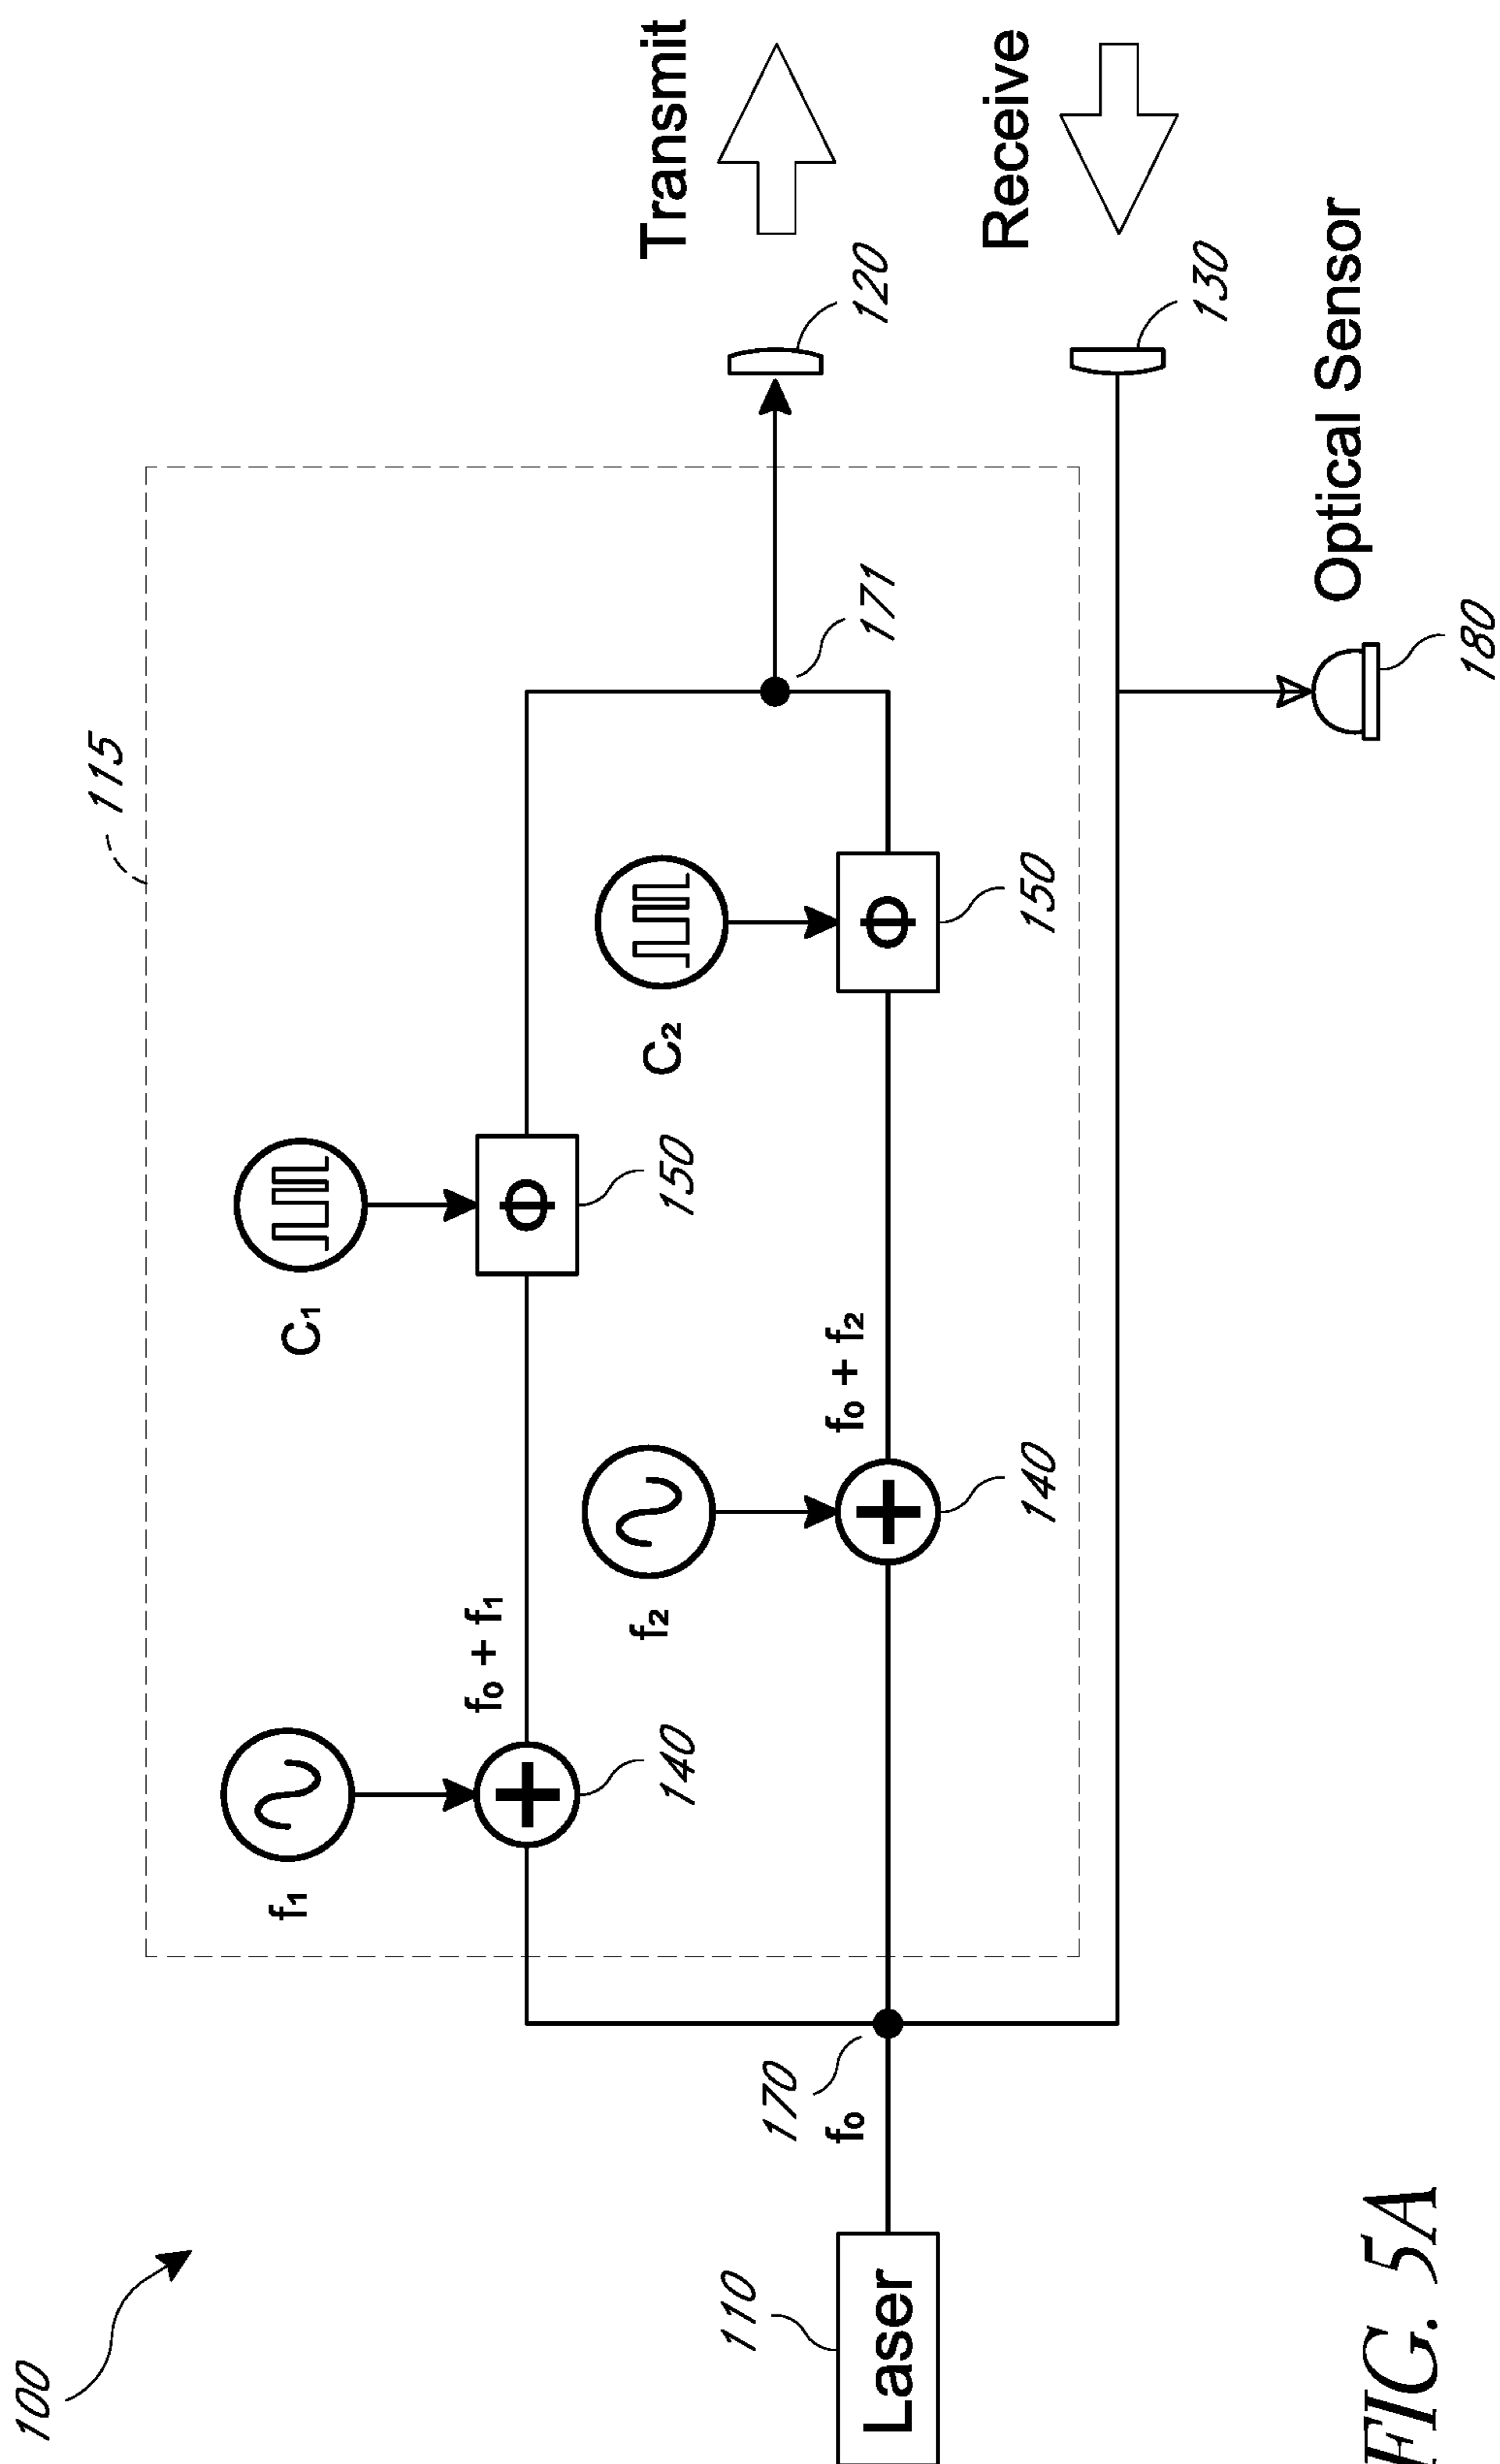 100
115
f₁
C₁
140
f₀ + f₁
150
f₂
C₂
171
Transmit
120
170
f₀
140
f₀ + f₂
150
110
Laser
Receive
130
Optical Sensor
180
FIG. 5A